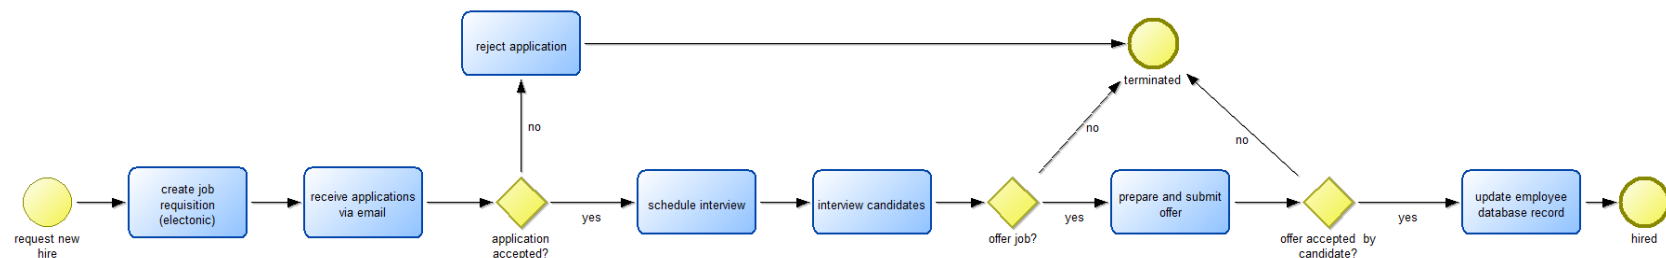 reject application
terminated
no
no
no
request new
hire
create job
requisition
(electonic)
receive applications
via email
application
accepted?
yes
schedule interview
interview candidates
offer job?
yes
prepare and submit
offer
offer accepted by
candidate?
yes
update employee
database record
hired